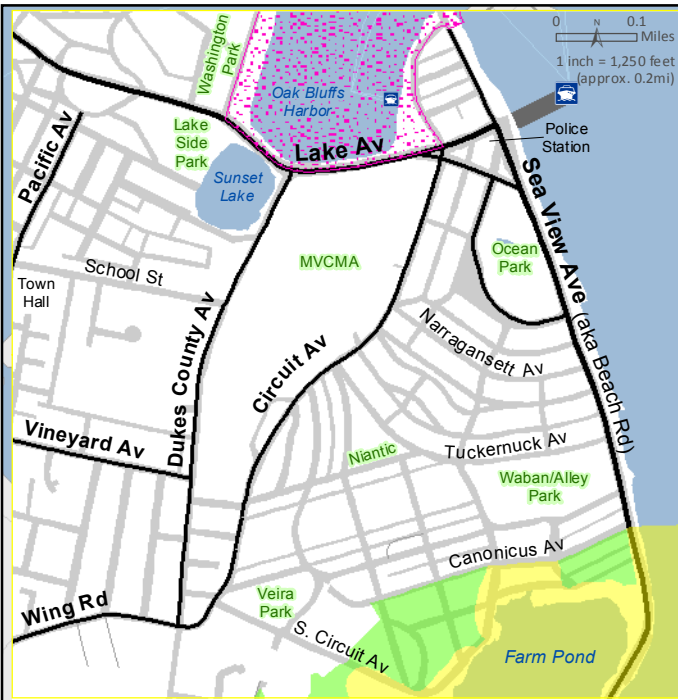 0 N 0.1
Miles
1 inch = 1,250 feet
(approx. 0.2mi)
Washington
Park
Oak Bluffs
Harbor
Pacific Av
Lake
Side
Park
Lake Av
Police
Station
Sunset
Lake
Sea View Ave (aka Beach Rd)
MVCMA
Ocean
Park
School St
Town
Hall
Dukes County Av
Circuit Av
Narragansett Av
Vineyard Av
Niantic
Tuckernuck Av
Waban/Alley
Park
Canonicus Av
Veira
Park
Wing Rd
S. Circuit Av
Farm Pond